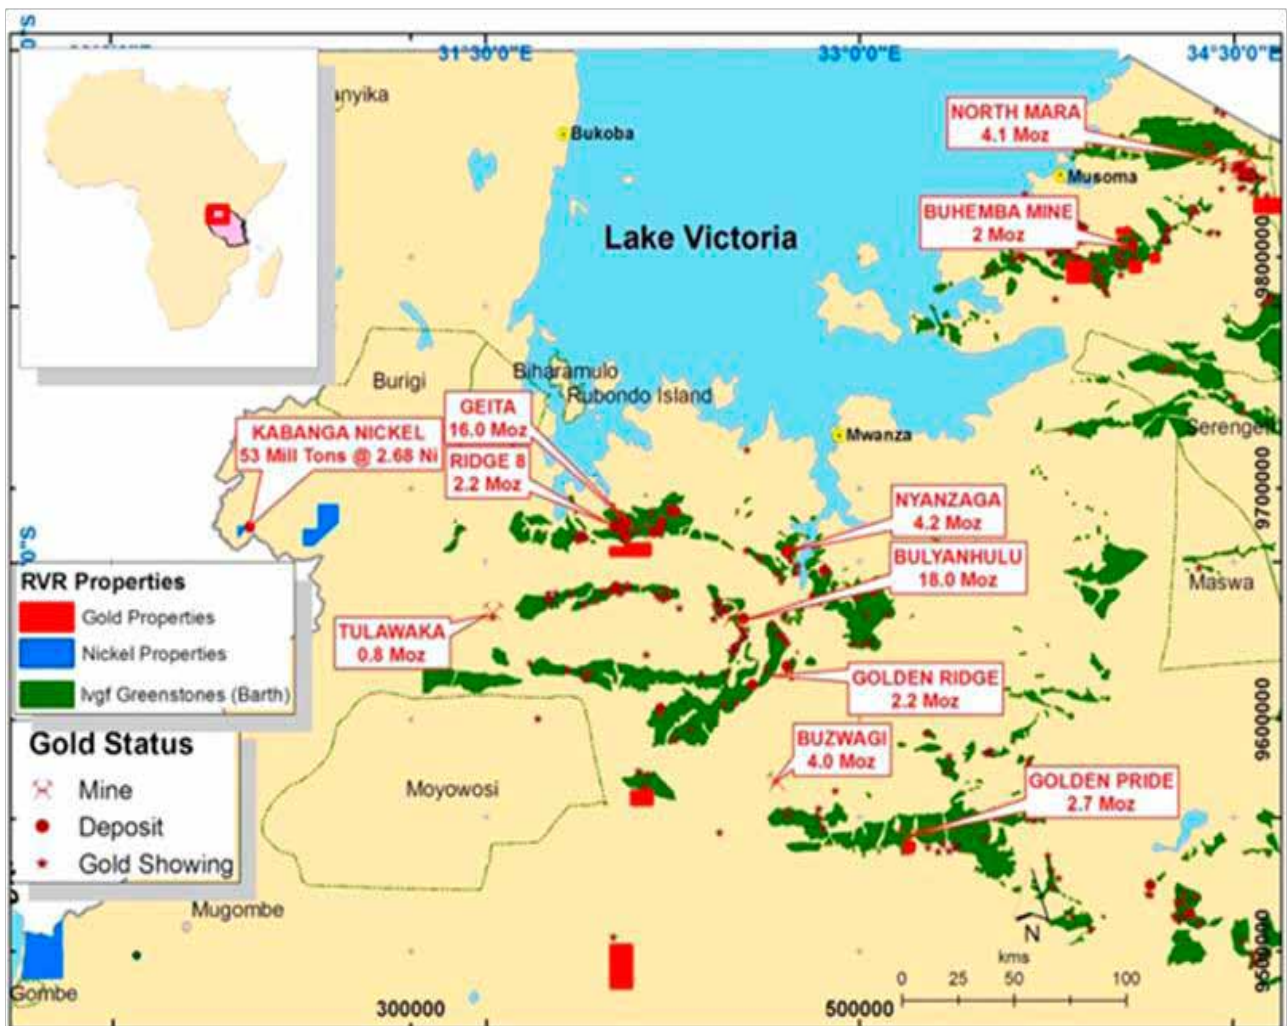 31°30'0"E
33°0'0"E
34°30'0"E
0"S
anyika
Bukoba
NORTH MARA
4.1 Moz
Musoma
BUHEMBA MINE
2 Moz
Lake Victoria
9800000
Burigi
Biharamulo
Rubondo Island
GEITA
16.0 Moz
KABANGA NICKEL
53 Mill Tons @ 2.68 Ni
RIDGE 8
2.2 Moz
Mwanza
Serengeti
NYANZAGA
4.2 Moz
9700000
0"S
BULYANHULU
18.0 Moz
Maswa
RVR Properties
Gold Properties
Nickel Properties
lvgf Greenstones (Barth)
TULAWAKA
0.8 Moz
GOLDEN RIDGE
2.2 Moz
9600000
Gold Status
Mine
Deposit
Gold Showing
BUZWAGI
4.0 Moz
Moyowosi
GOLDEN PRIDE
2.7 Moz
Mugombe
N
kms
0 25 50 100
9500000
Gombe
300000
500000